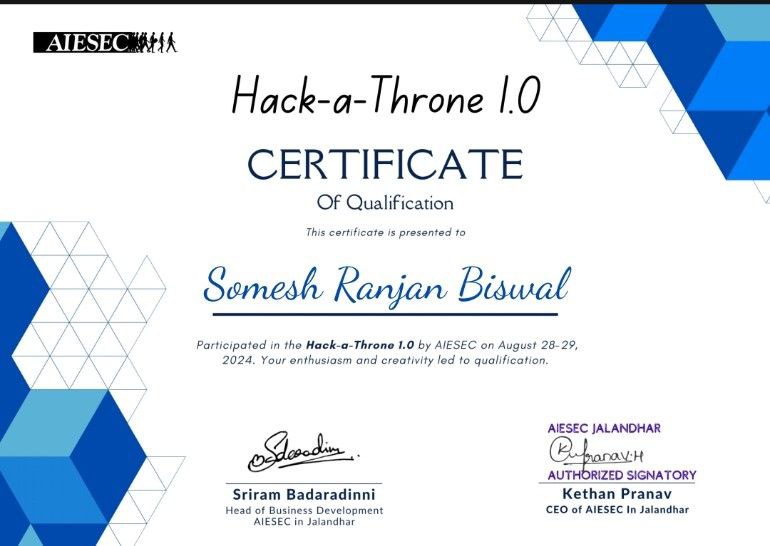 AIESEC
Hack-a-Throne 1.0
CERTIFICATE
Of Qualification
This certificate is presented to
Somesh Ranjan Biswal
Participated in the Hack-a-Throne 1.0 by AIESEC on August 28-29,
2024. Your enthusiasm and creativity led to qualification.
Sriram Badaradinni
Head of Business Development
AIESEC in Jalandhar
AIESEC JALANDHAR
AUTHORIZED SIGNATORY
Kethan Pranav
CEO of AIESEC In Jalandhar